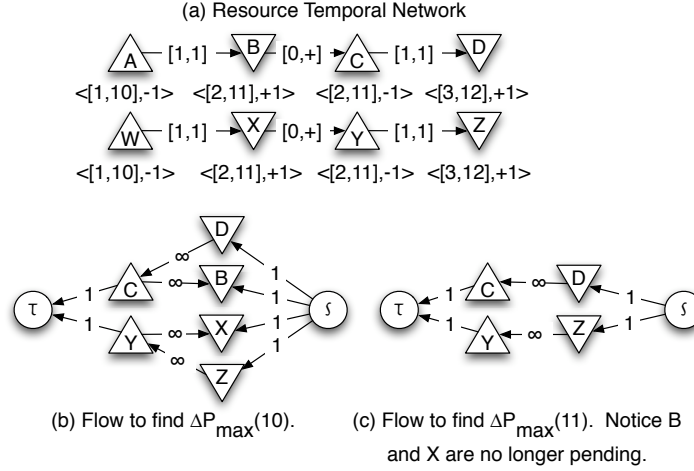 (a) Resource Temporal Network
A [1,1] B [0,+] C [1,1] D
<[1,10],-1> <[2,11],+1> <[2,11],-1> <[3,12],+1>
W [1,1] X [0,+] Y [1,1] Z
<[1,10],-1> <[2,11],+1> <[2,11],-1> <[3,12],+1>
D
∞ 1
1 C ∞ B 1
τ ʃ
1 Y ∞ X 1
∞ 1
Z
C ∞ D
1 1
τ ʃ
1 1
Y ∞ Z
(b) Flow to find ΔPmax(10).
(c) Flow to find ΔPmax(11). Notice B
and X are no longer pending.